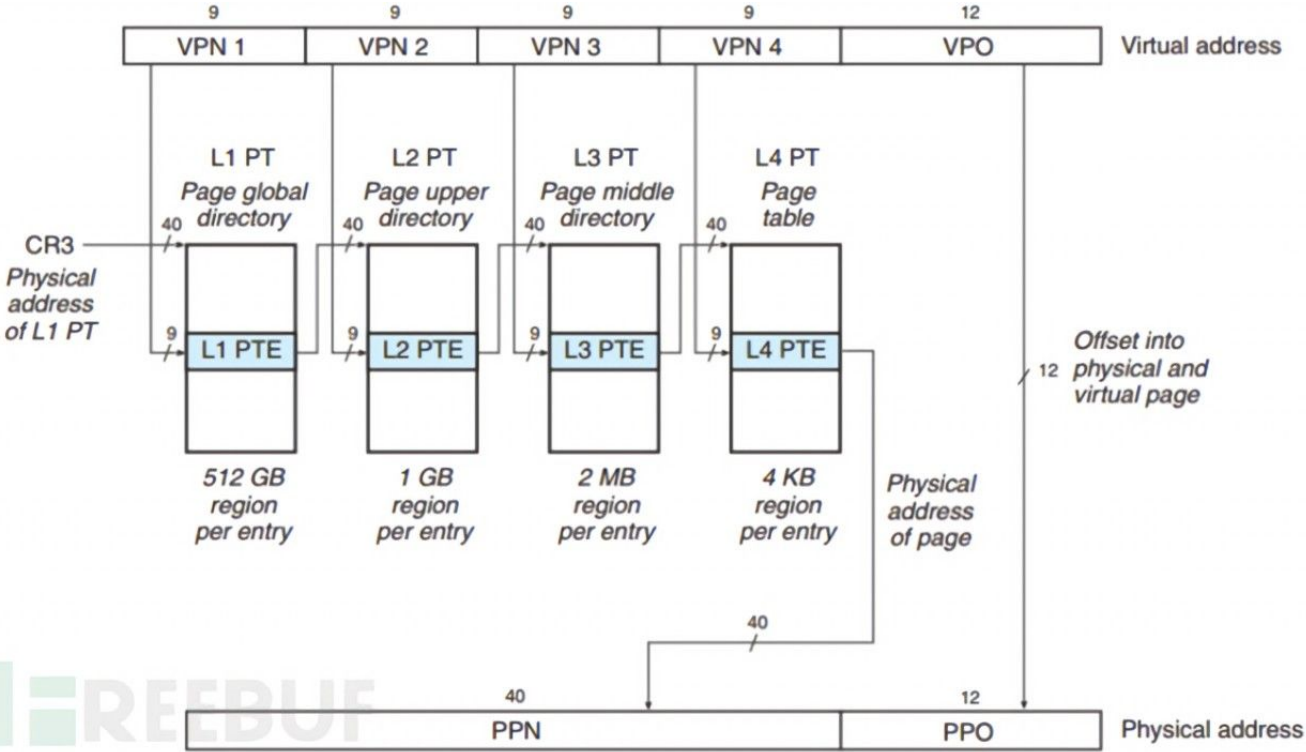 9 9 9 9 12
VPN 1 VPN 2 VPN 3 VPN 4 VPO Virtual address
L1 PT L2 PT L3 PT L4 PT
Page global Page upper Page middle Page
directory directory directory table
40 40 40 40
CR3
Physical
address
of L1 PT
9 9 9 9
L1 PTE L2 PTE L3 PTE L4 PTE
Offset into
12 physical and
virtual page
512 GB 1 GB 2 MB 4 KB
region region region region
per entry per entry per entry per entry
Physical
address
of page
40
REEBUF
40 12
PPN PPO Physical address